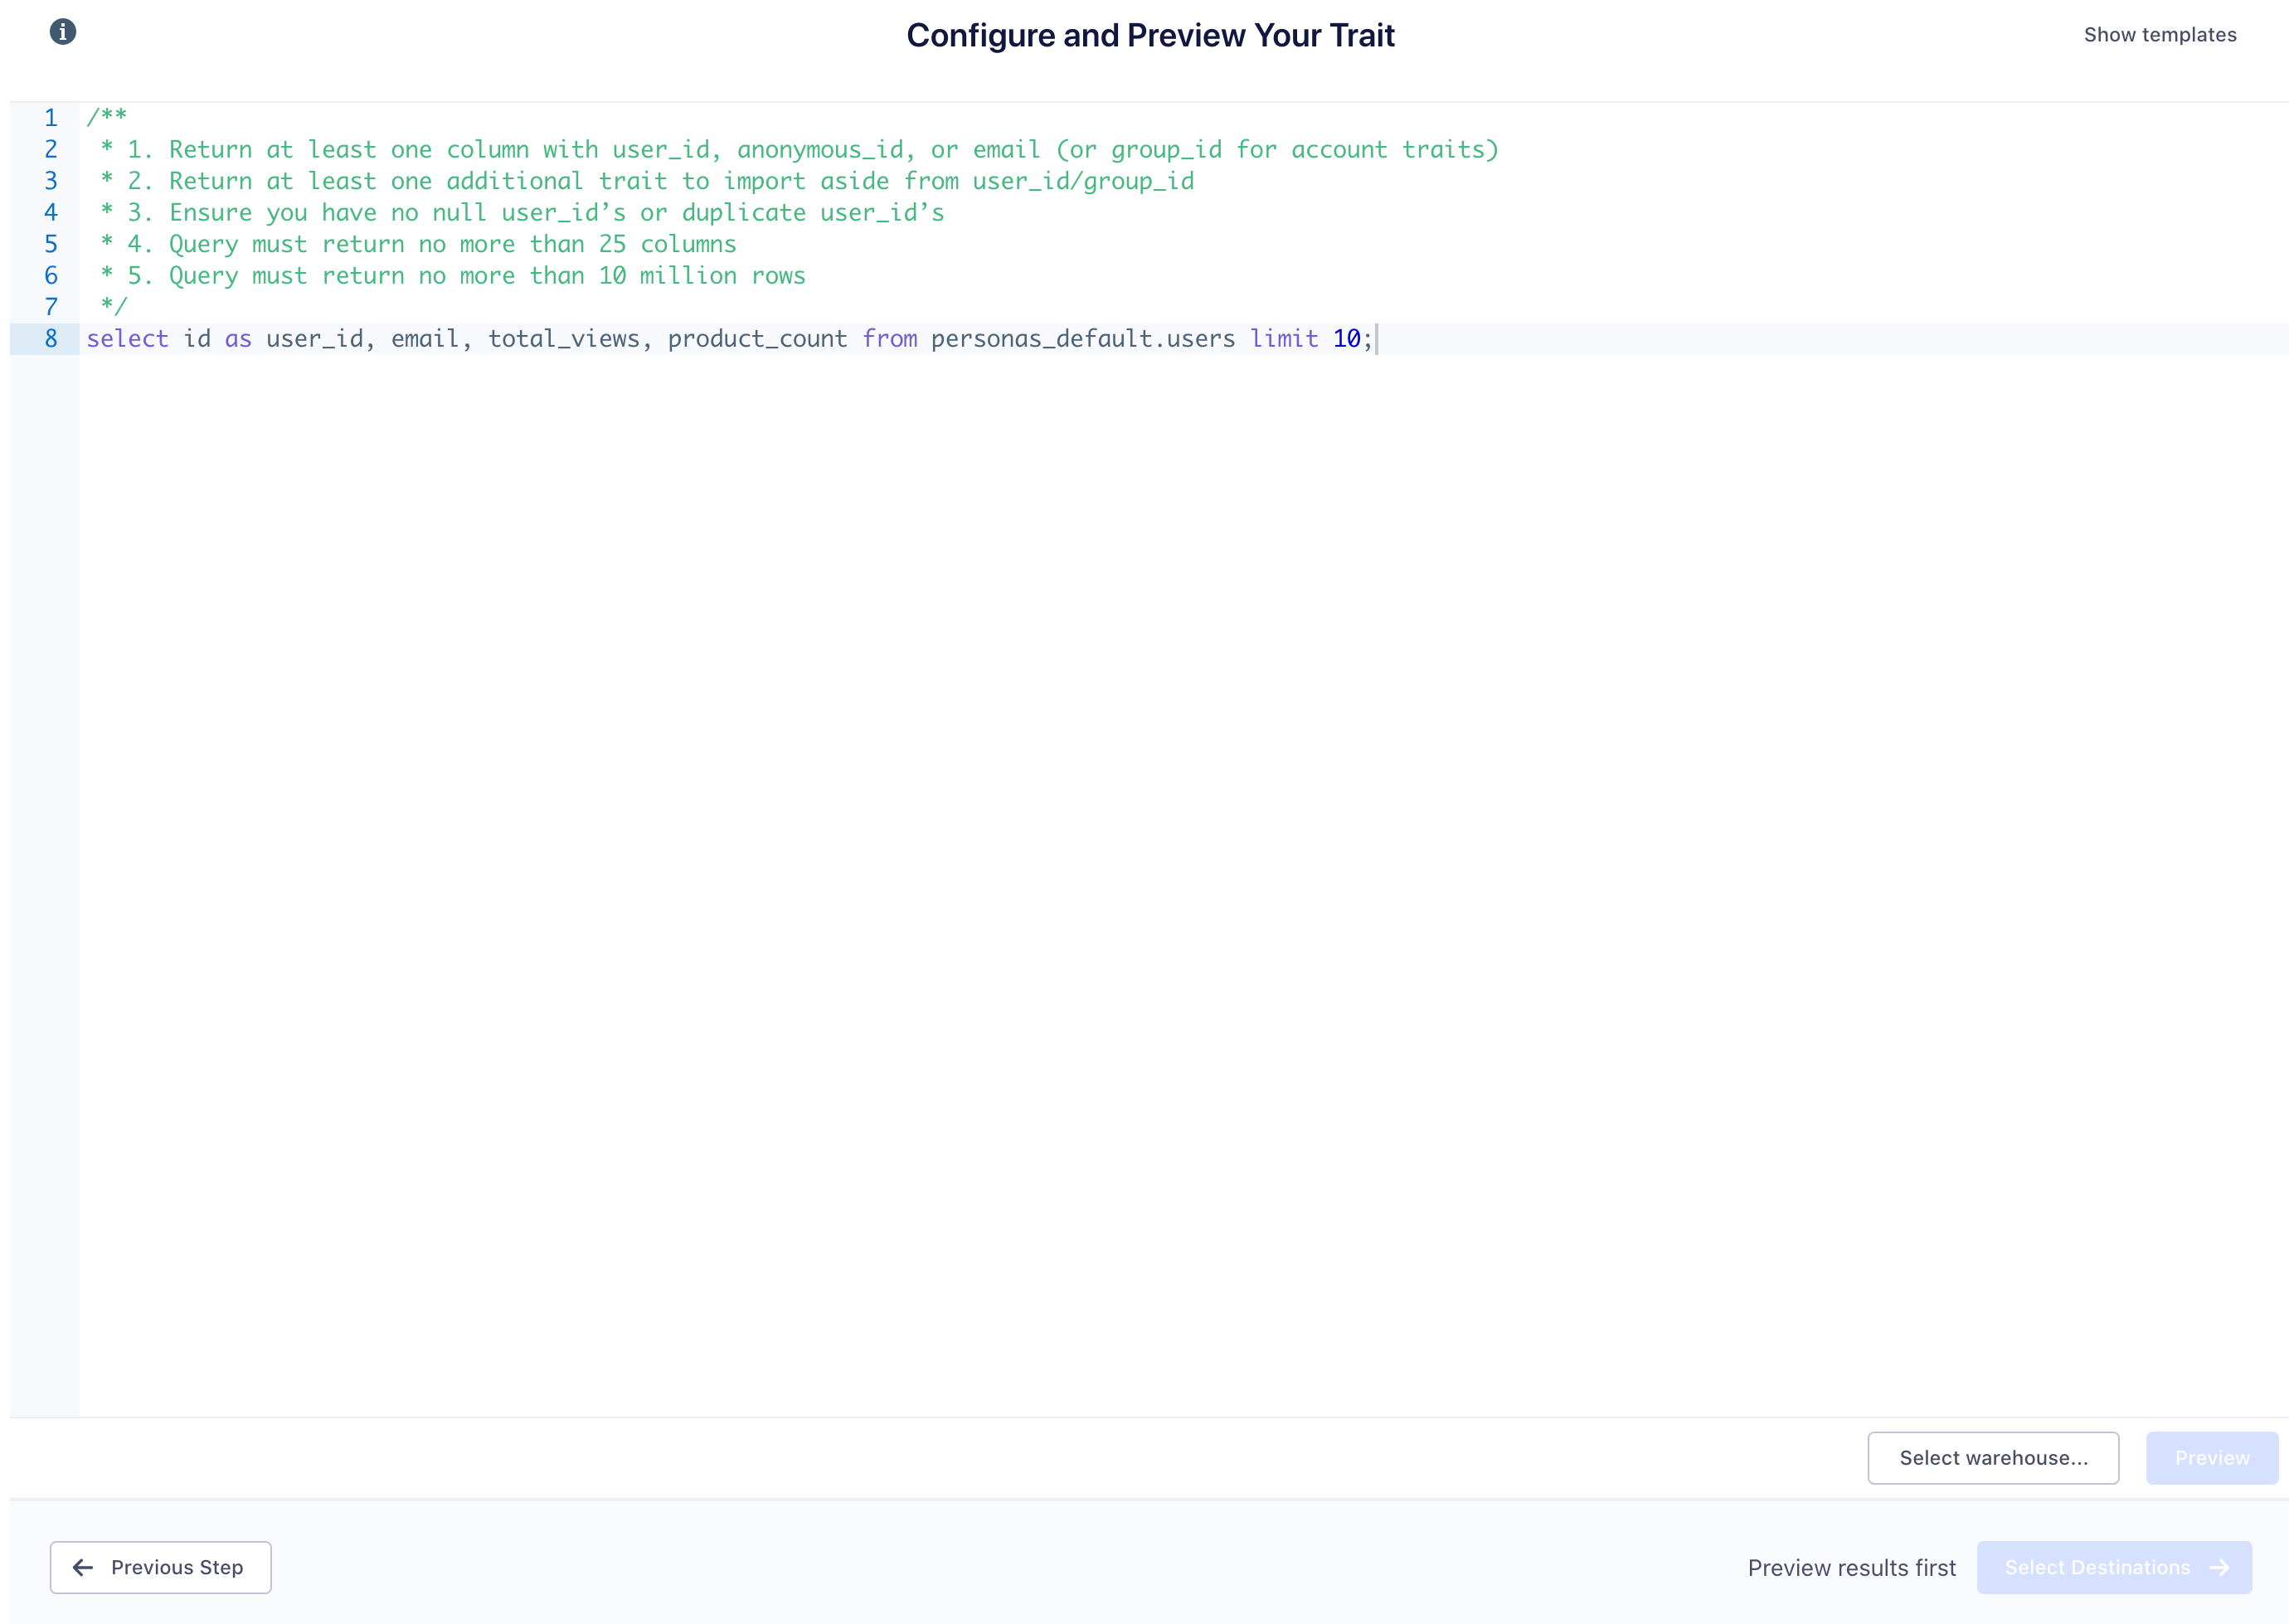 Configure and Preview Your Trait
Show templates
1 /**
2 * 1. Return at least one column with user_id, anonymous_id, or email (or group_id for account traits)
3 * 2. Return at least one additional trait to import aside from user_id/group_id
4 * 3. Ensure you have no null user_id’s or duplicate user_id’s
5 * 4. Query must return no more than 25 columns
6 * 5. Query must return no more than 10 million rows
7 */
8 select id as user_id, email, total_views, product_count from personas_default.users limit 10;
Select warehouse...
Preview
Previous Step
Preview results first
Select Destinations